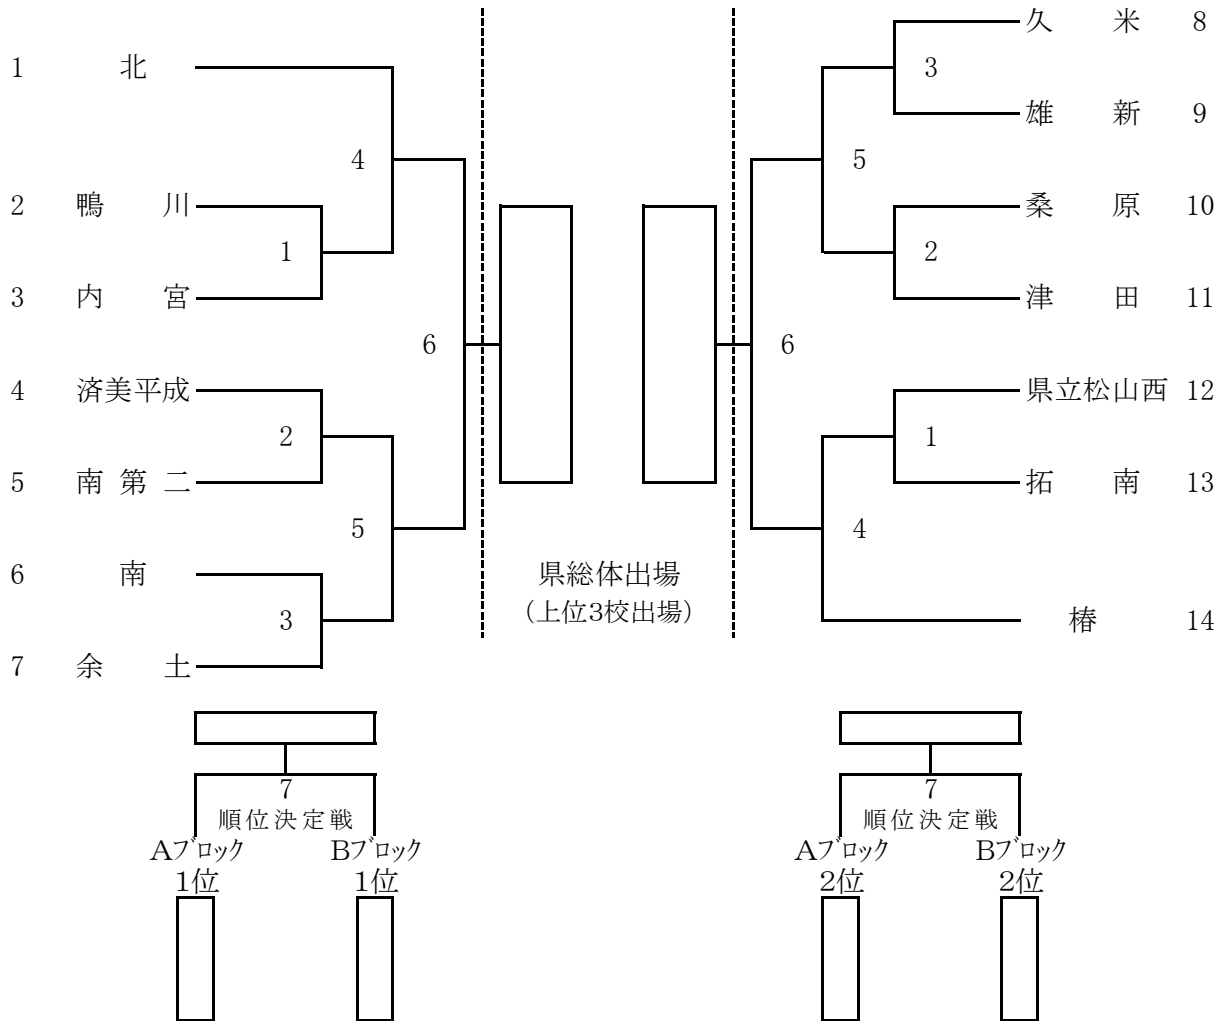 久 米 8
1 北
3
雄 新 9
4
5
2 鴨 川
桑 原 10
1
2
3 内 宮
津 田 11
6
6
4 済美平成
県立松山西 12
2
1
5 南 第 二
拓 南 13
5
4
6 南
県総体出場
(上位3校出場)
3
椿 14
7 余 土
7
順位決定戦
7
順位決定戦
Aブロック
1位
Bブロック
1位
Aブロック
2位
Bブロック
2位